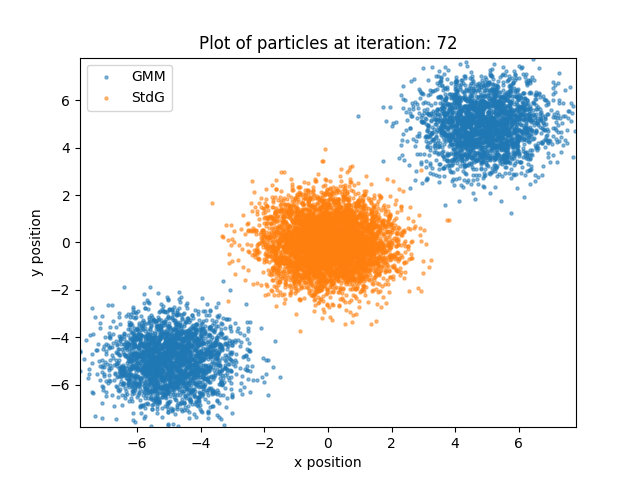 Plot of particles at iteration: 72
GMM
StdG
6
4
2
0
−2
−4
−6
y position
−6 −4 −2 0 2 4 6
x position